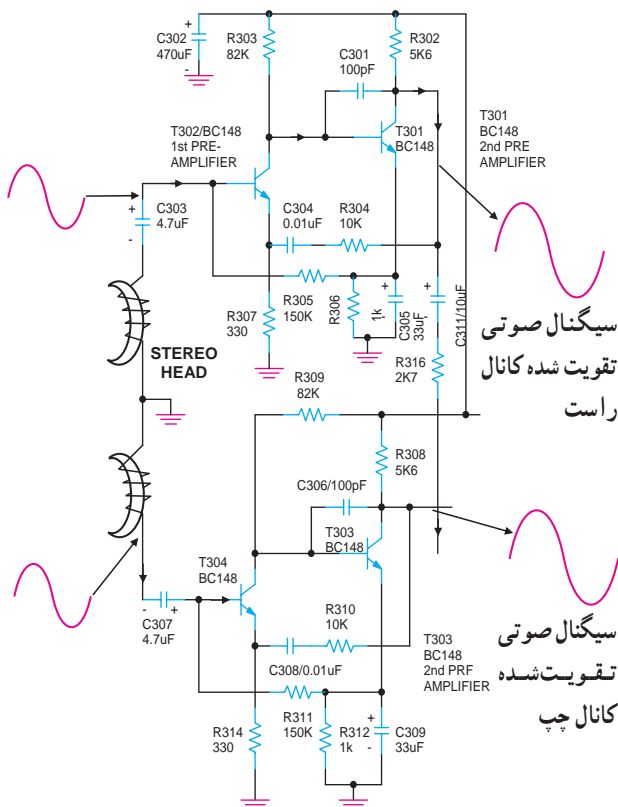 +
C302
470uF
-
R303
82K
C301
100pF
R302
5K6
T302/BC148
1st PRE-
AMPLIFIER
T301
BC148
T301
BC148
2nd PRE
AMPLIFIER
+
C303
4.7uF
-
C304
0.01uF
R304
10K
R305
150K
R306
1k
+
C305
33uF
+
C311/10uF
R307
330
R316
2K7
STEREO
HEAD
سیگنال صوتی
تقویت شده کانال
راست
R309
82K
R308
5K6
C306/100pF
T303
BC148
T304
BC148
- +
C307
4.7uF
R310
10K
C308/0.01uF
T303
BC148
2nd PRF
AMPLIFIER
سیگنال صوتی
تقویت‌شده
کانال چپ
R311
150K
R314
330
R312
1k
+
-
C309
33uF